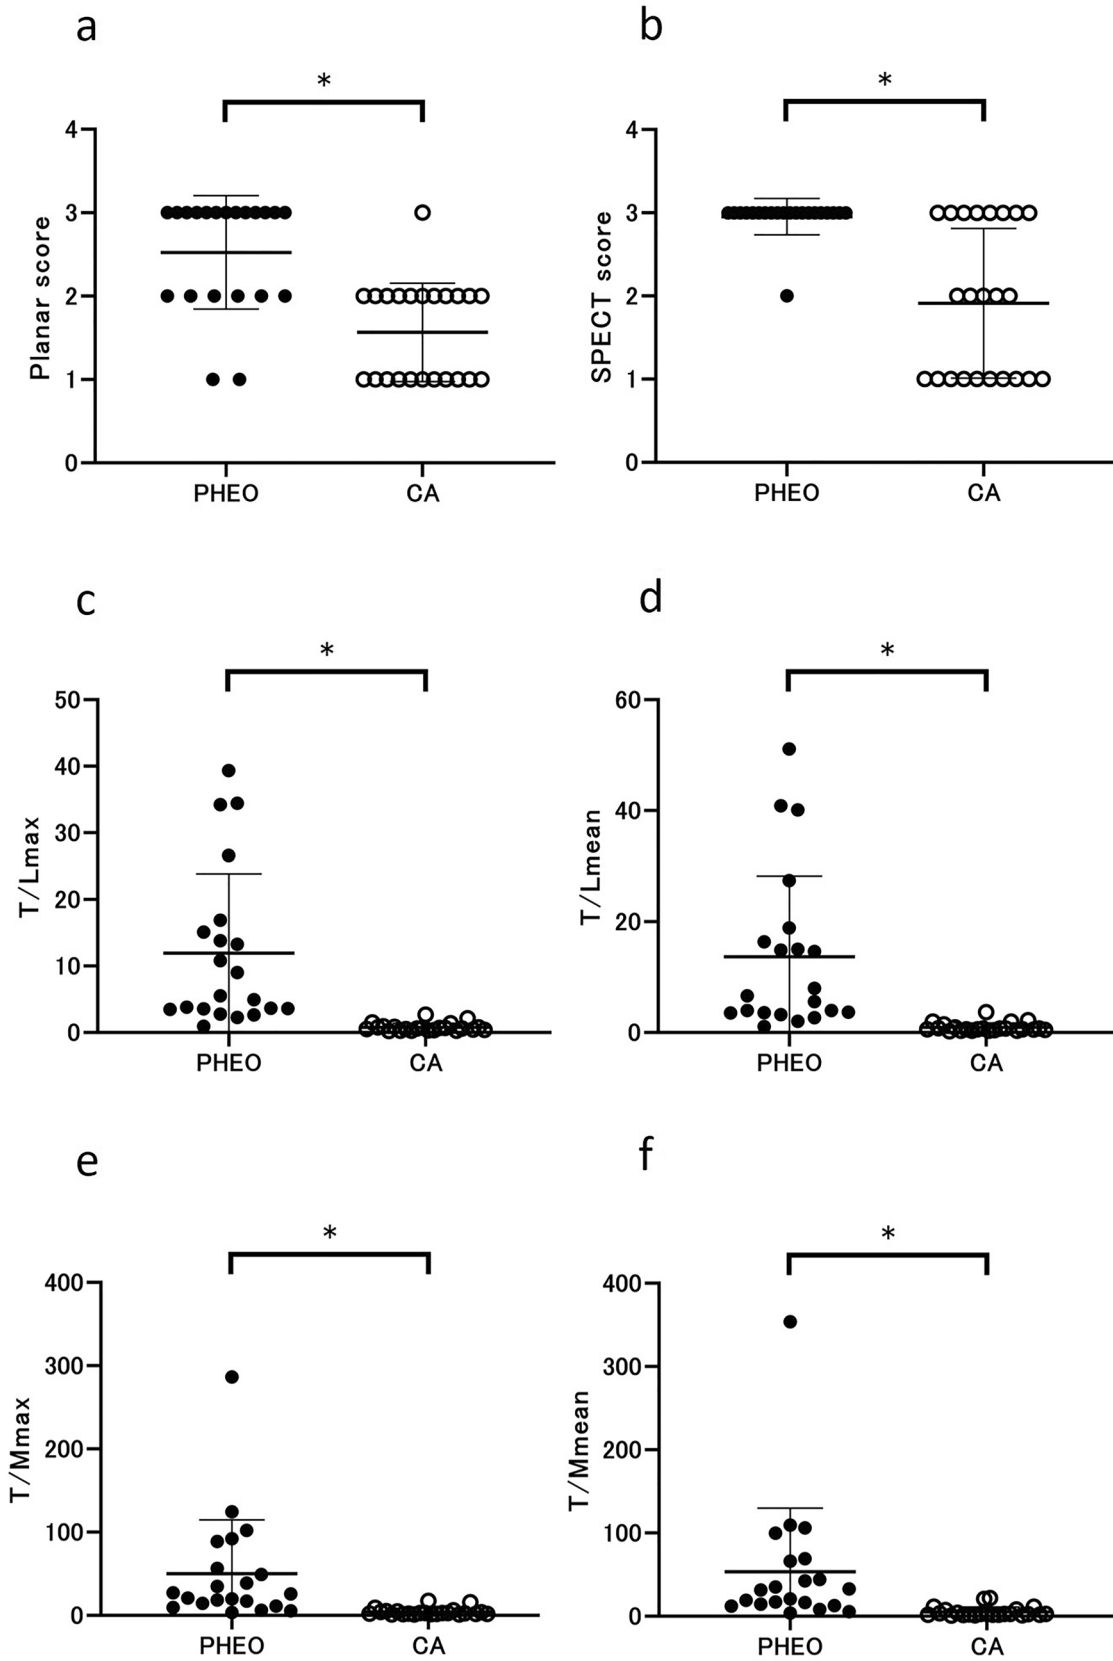 a
*
4
3
2
1
0
Planar score
PHEO
CA
b
*
4
3
2
1
0
SPECT score
PHEO
CA
c
*
50
40
30
20
10
0
T/Lmax
PHEO
CA
d
*
60
40
20
0
T/Lmean
PHEO
CA
e
*
400
300
200
100
0
T/Mmax
PHEO
CA
f
*
400
300
200
100
0
T/Mmean
PHEO
CA